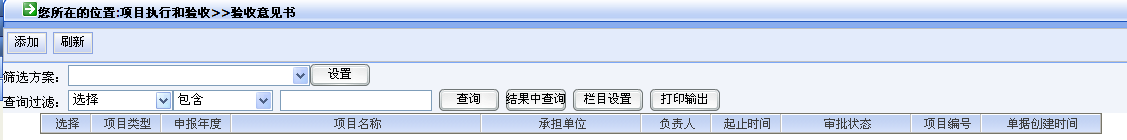 您所在的位置:项目执行和验收>>验收意见书
添加 刷新
筛选方案: 设置
查询过滤: 选择 包含 查询 结果中查询 栏目设置 打印输出
选择 项目类型 申报年度 项目名称 承担单位 负责人 起止时间 审批状态 项目编号 单据创建时间